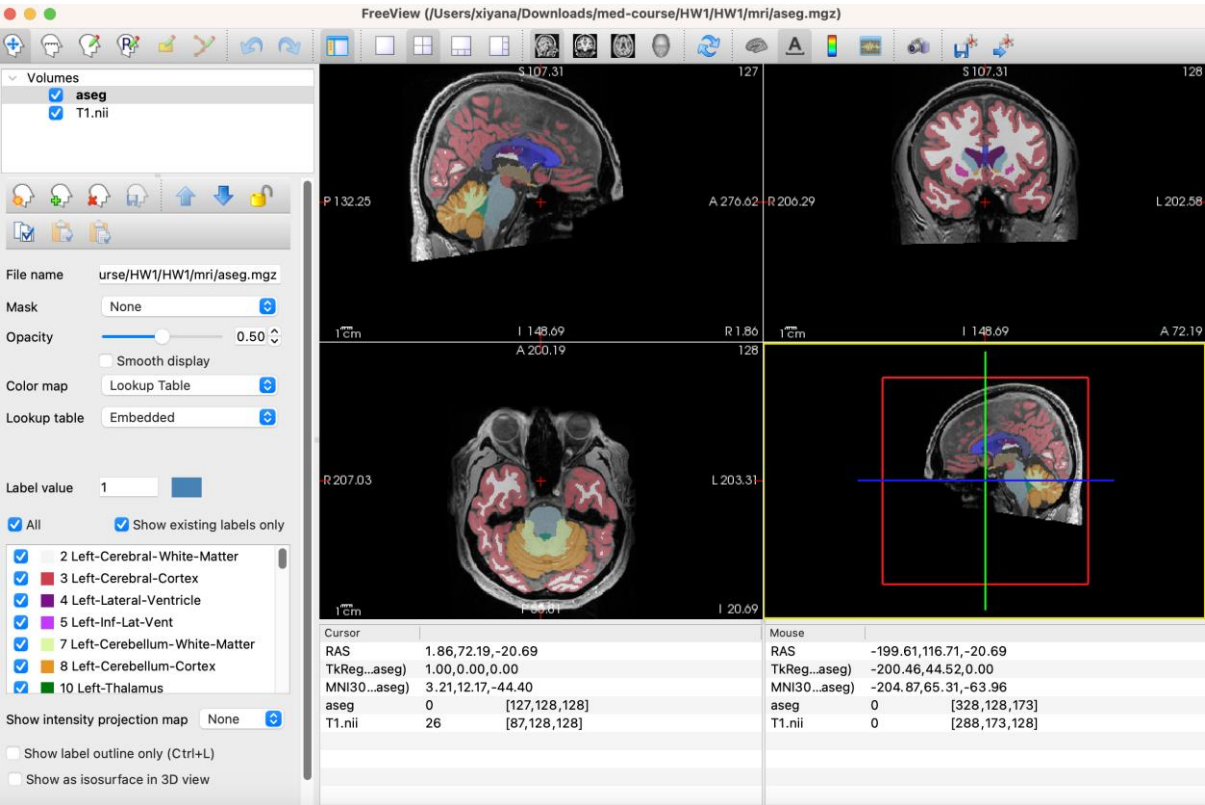 FreeView (/Users/xiyana/Downloads/med-course/HW1/HW1/mri/aseg.mgz)
R
A
Volumes
aseg
T1.nii
File name urse/HW1/HW1/mri/aseg.mgz
Mask None
Opacity 0.50
Smooth display
Color map Lookup Table
Lookup table Embedded
Label value 1
All Show existing labels only
2 Left-Cerebral-White-Matter
3 Left-Cerebral-Cortex
4 Left-Lateral-Ventricle
5 Left-Inf-Lat-Vent
7 Left-Cerebellum-White-Matter
8 Left-Cerebellum-Cortex
10 Left-Thalamus
Show intensity projection map None
Show label outline only (Ctrl+L)
Show as isosurface in 3D view
S 107.31 127
P 132.25 A 276.62
1 cm I 148.69 R 1.86
S 107.31 128
R 206.29 L 202.58
1 cm I 148.69 A 72.19
A 200.19 128
R 207.03 L 203.31
1 cm I 20.69
Cursor
RAS 1.86,72.19,-20.69
TkReg...aseg) 1.00,0.00,0.00
MNI30...aseg) 3.21,12.17,-44.40
aseg 0 [127,128,128]
T1.nii 26 [87,128,128]
Mouse
RAS -199.61,116.71,-20.69
TkReg...aseg) -200.46,44.52,0.00
MNI30...aseg) -204.87,65.31,-63.96
aseg 0 [328,128,173]
T1.nii 0 [288,173,128]